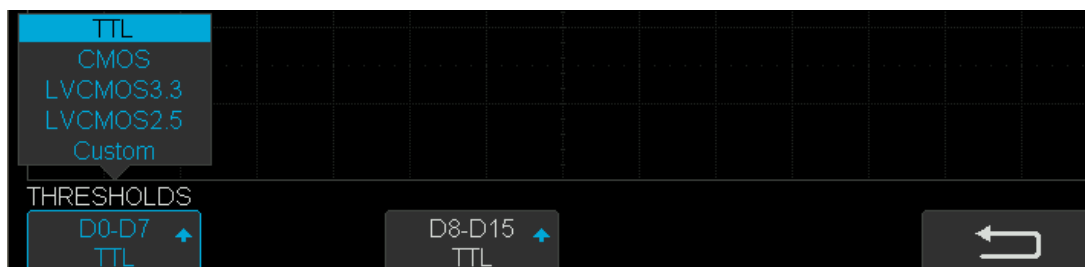 TTL
CMOS
LVCMOS3.3
LVCMOS2.5
Custom
THRESHOLDS
D0-D7
TTL
D8-D15
TTL